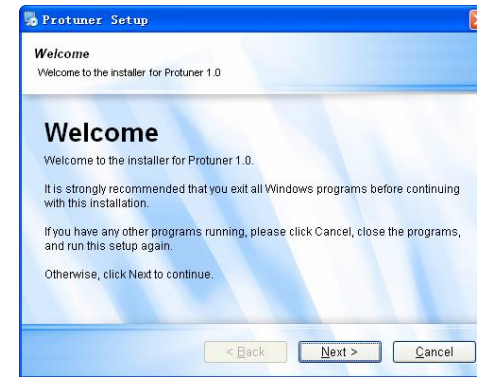 Protuner Setup
Welcome
Welcome to the installer for Protuner 1.0
Welcome
Welcome to the installer for Protuner 1.0.
It is strongly recommended that you exit all Windows programs before continuing
with this installation.
If you have any other programs running, please click Cancel, close the programs,
and run this setup again.
Otherwise, click Next to continue.
< Back Next > Cancel